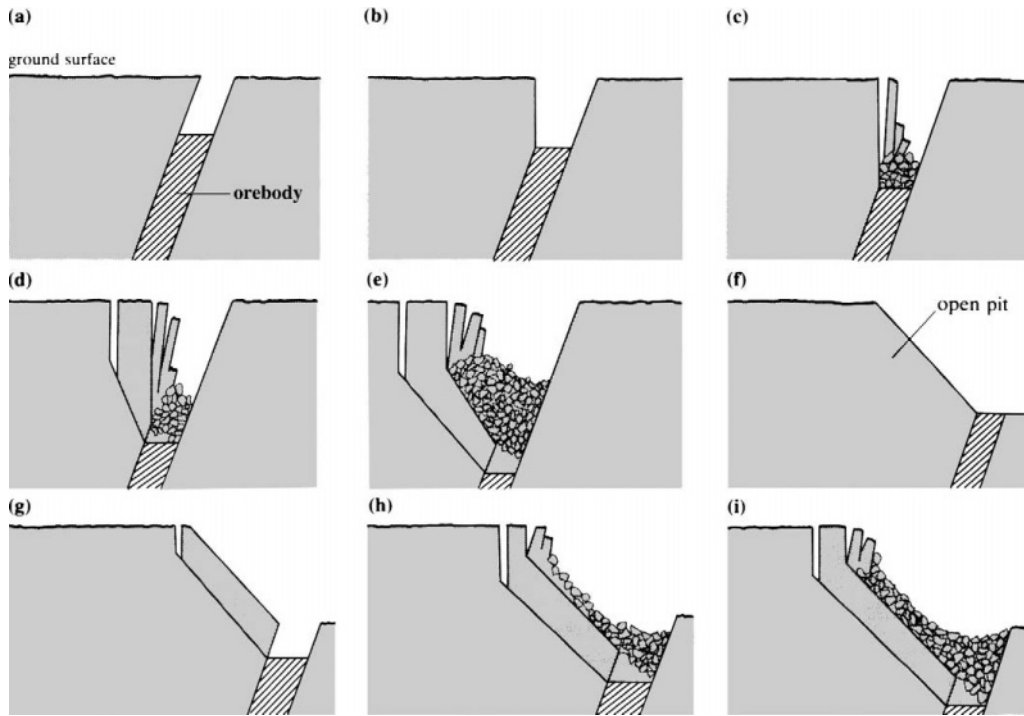 (a)
(b)
(c)
ground surface
orebody
(d)
(e)
(f)
open pit
(g)
(h)
(i)